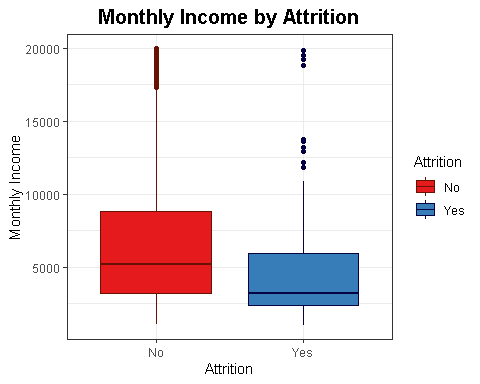 Monthly Income by Attrition
20000
15000
10000
5000
Monthly Income
No
Yes
Attrition
Attrition
No
Yes